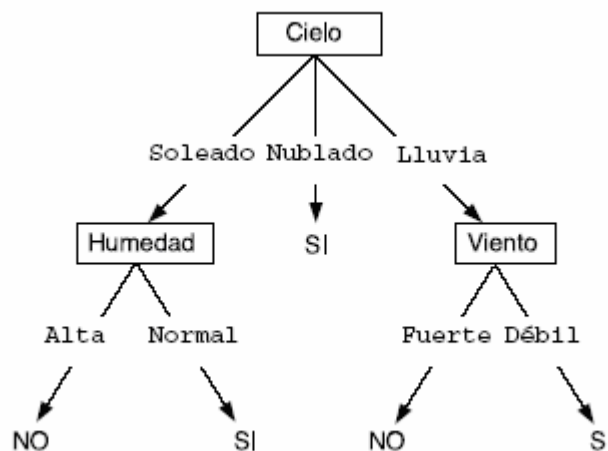 Cielo
Soleado Nublado Lluvia
Humedad SI Viento
Alta Normal Fuerte Débil
NO SI NO S